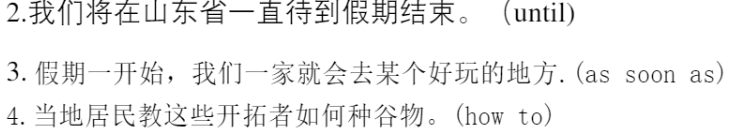 2.我们将在山东省一直待到假期结束。（until)
3. 假期一开始，我们一家就会去某个好玩的地方.(as soon as)
4. 当地居民教这些开拓者如何种谷物。(how to)